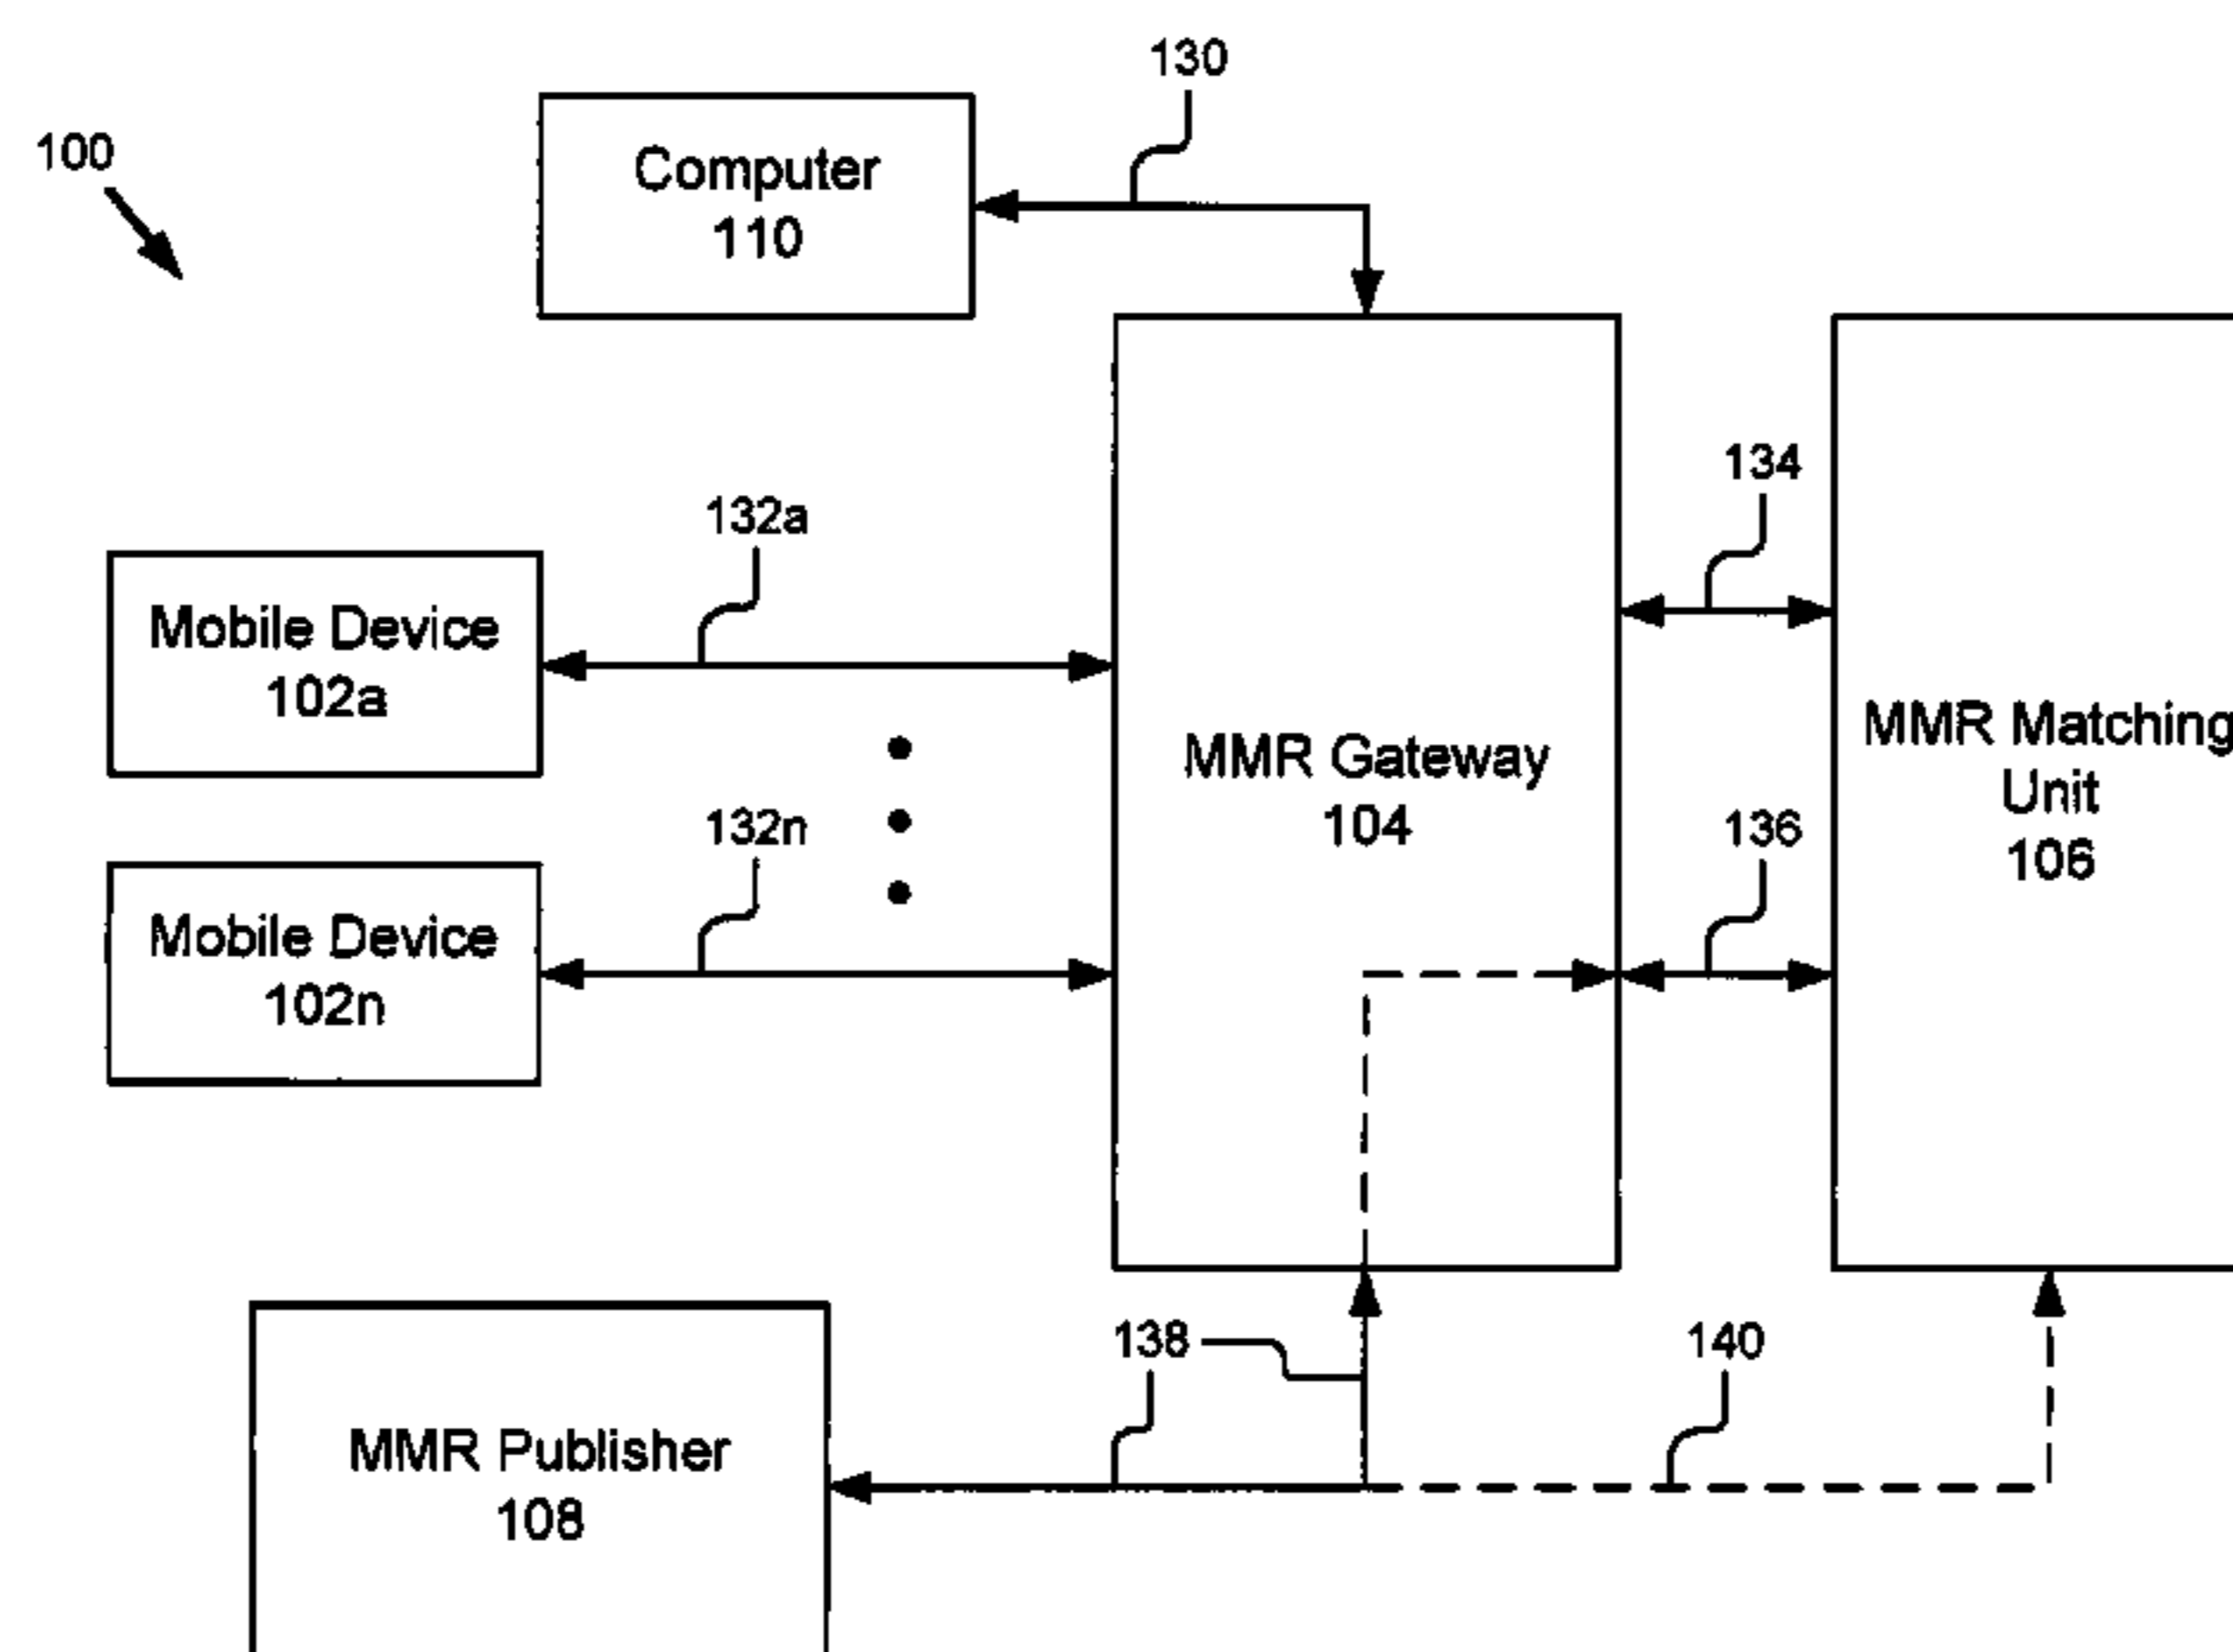 130
100
Computer
110
134
132a
Mobile Device
102a
MMR Gateway
104
MMR Matching
Unit
106
132n
136
Mobile Device
102n
138
140
MMR Publisher
108